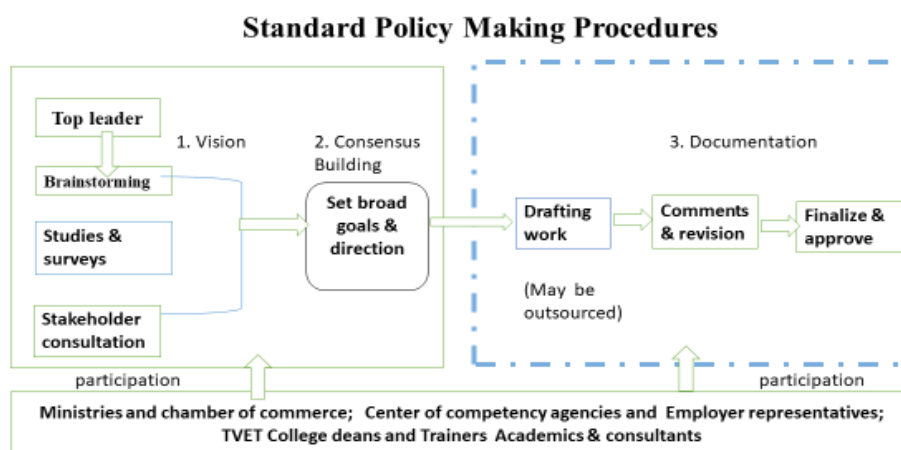 Standard Policy Making Procedures
Top leader
1. Vision
2. Consensus
Building
3. Documentation
Brainstorming
Studies &
surveys
Stakeholder
consultation
Set broad
goals &
direction
Drafting
work
Comments
& revision
Finalize &
approve
(May be
outsourced)
participation
participation
Ministries and chamber of commerce; Center of competency agencies and Employer representatives;
TVET College deans and Trainers Academics & consultants